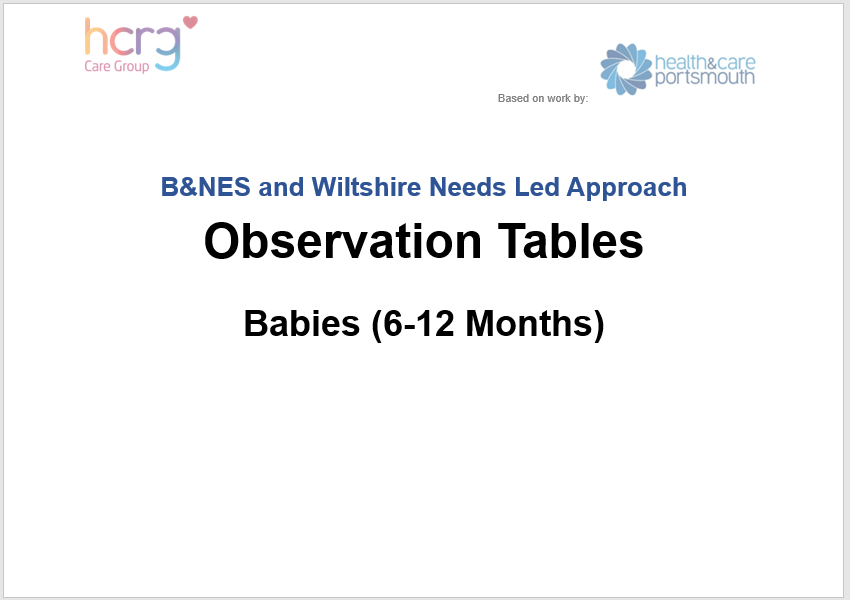 hcrg
Care Group
health&care
portsmouth
Based on work by:
B&NES and Wiltshire Needs Led Approach
Observation Tables
Babies (6-12 Months)